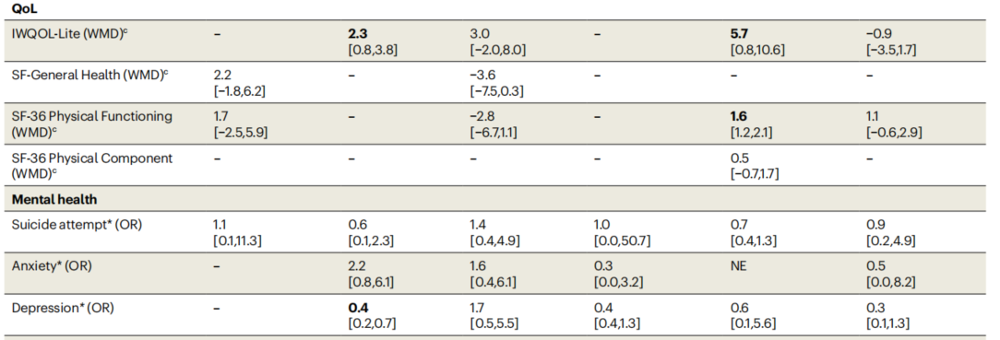 QoL
IWQOL-Lite (WMD)ᶜ – 2.3 3.0 – 5.7 −0.9
[0.8,3.8] [−2.0,8.0] [0.8,10.6] [−3.5,1.7]
SF-General Health (WMD)ᶜ 2.2 – −3.6 – – –
[−1.8,6.2] [−7.5,0.3]
SF-36 Physical Functioning 1.7 – −2.8 – 1.6 1.1
(WMD)ᶜ [−2.5,5.9] [−6.7,1.1] [1.2,2.1] [−0.6,2.9]
SF-36 Physical Component – – – – 0.5 –
(WMD)ᶜ [−0.7,1.7]
Mental health
Suicide attempt* (OR) 1.1 0.6 1.4 1.0 0.7 0.9
[0.1,11.3] [0.1,2.3] [0.4,4.9] [0.0,50.7] [0.4,1.3] [0.2,4.9]
Anxiety* (OR) – 2.2 1.6 0.3 NE 0.5
[0.8,6.1] [0.4,6.1] [0.0,3.2] [0.0,8.2]
Depression* (OR) – 0.4 1.7 0.4 0.6 0.3
[0.2,0.7] [0.5,5.5] [0.4,1.3] [0.1,5.6] [0.1,1.3]